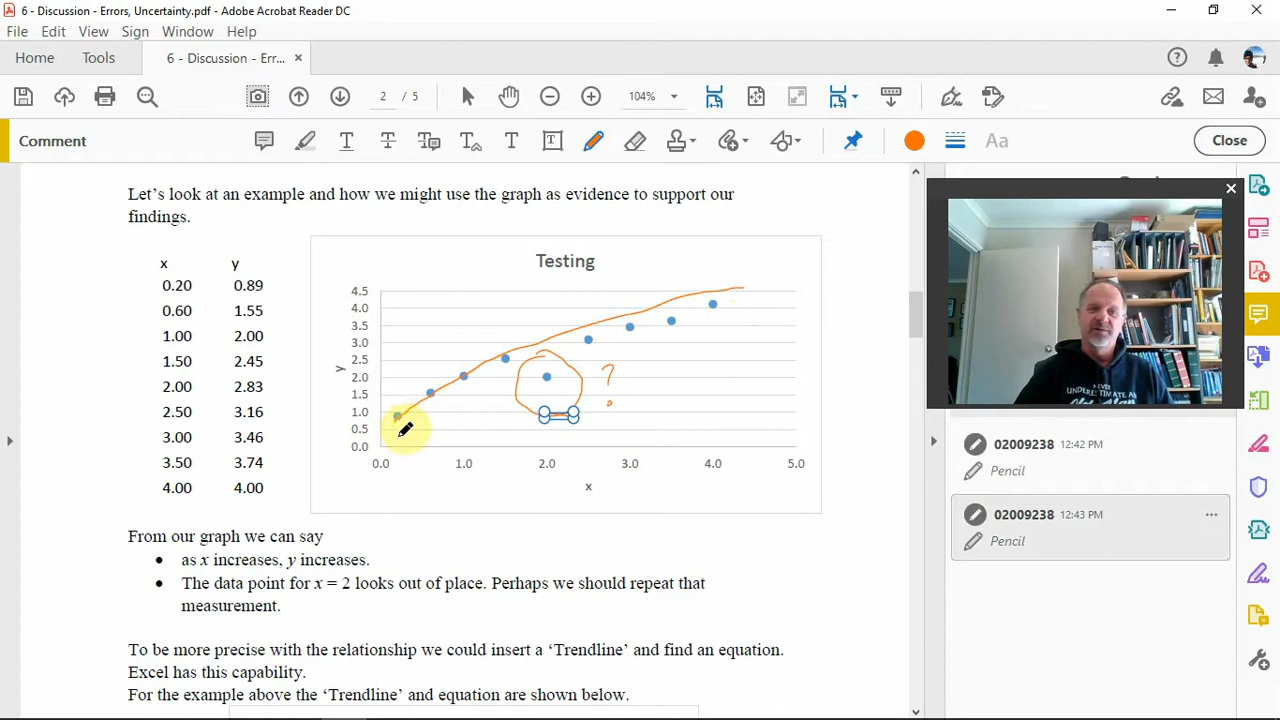 6 - Discussion - Errors, Uncertainty.pdf - Adobe Acrobat Reader DC
File Edit View Sign Window Help
Home Tools 6 - Discussion - Err... ×
2 / 5 104%
Comment T T T T T Aa Close
Let's look at an example and how we might use the graph as evidence to support our
findings.
x y
0.20 0.89
0.60 1.55
1.00 2.00
1.50 2.45
2.00 2.83
2.50 3.16
3.00 3.46
3.50 3.74
4.00 4.00
Testing
4.5
4.0
3.5
3.0
2.5
2.0
1.5
1.0
0.5
0.0
y
0.0 1.0 2.0 3.0 4.0 5.0
x
?
From our graph we can say
• as x increases, y increases.
• The data point for x = 2 looks out of place. Perhaps we should repeat that
measurement.
To be more precise with the relationship we could insert a 'Trendline' and find an equation.
Excel has this capability.
For the example above the 'Trendline' and equation are shown below.
02009238 12:42 PM
Pencil
02009238 12:43 PM
Pencil